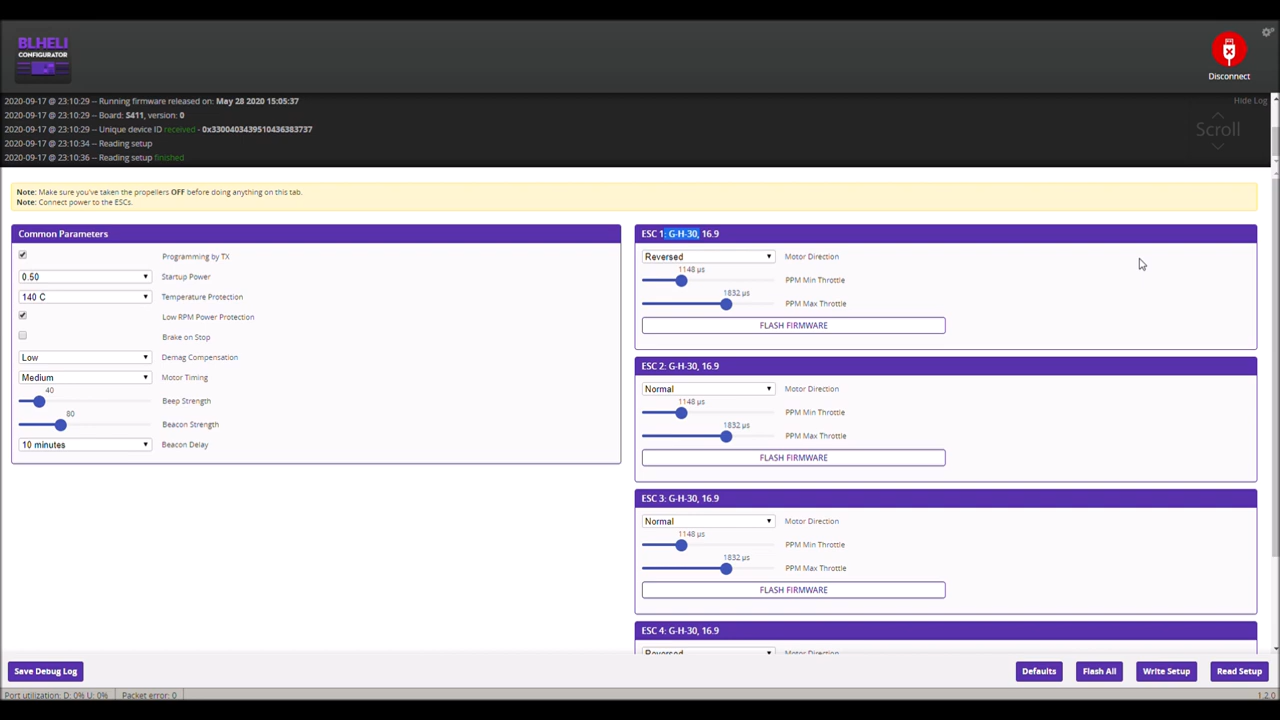 BLHELI
CONFIGURATOR
Disconnect
2020-09-17 @ 23:10:29 -- Running firmware released on: May 28 2020 15:05:37
Hide Log
2020-09-17 @ 23:10:29 -- Board: S411, version: 0
2020-09-17 @ 23:10:29 -- Unique device ID received - 0x3300403439510436383737
Scroll
2020-09-17 @ 23:10:34 -- Reading setup
2020-09-17 @ 23:10:36 -- Reading setup finished
Note: Make sure you've taken the propellers OFF before doing anything on this tab.
Note: Connect power to the ESCs.
Common Parameters
Programming by TX
0.50 Startup Power
140 C Temperature Protection
Low RPM Power Protection
Brake on Stop
Low Demag Compensation
Medium Motor Timing
40
Beep Strength
80
Beacon Strength
10 minutes Beacon Delay
ESC 1: G-H-30, 16.9
Reversed Motor Direction
1148 µs
PPM Min Throttle
1832 µs
PPM Max Throttle
FLASH FIRMWARE
ESC 2: G-H-30, 16.9
Normal Motor Direction
1148 µs
PPM Min Throttle
1832 µs
PPM Max Throttle
FLASH FIRMWARE
ESC 3: G-H-30, 16.9
Normal Motor Direction
1148 µs
PPM Min Throttle
1832 µs
PPM Max Throttle
FLASH FIRMWARE
ESC 4: G-H-30, 16.9
Reversed Motor Direction
Save Debug Log
Defaults
Flash All
Write Setup
Read Setup
Port utilization: D: 0% U: 0% Packet error: 0
1.2.0